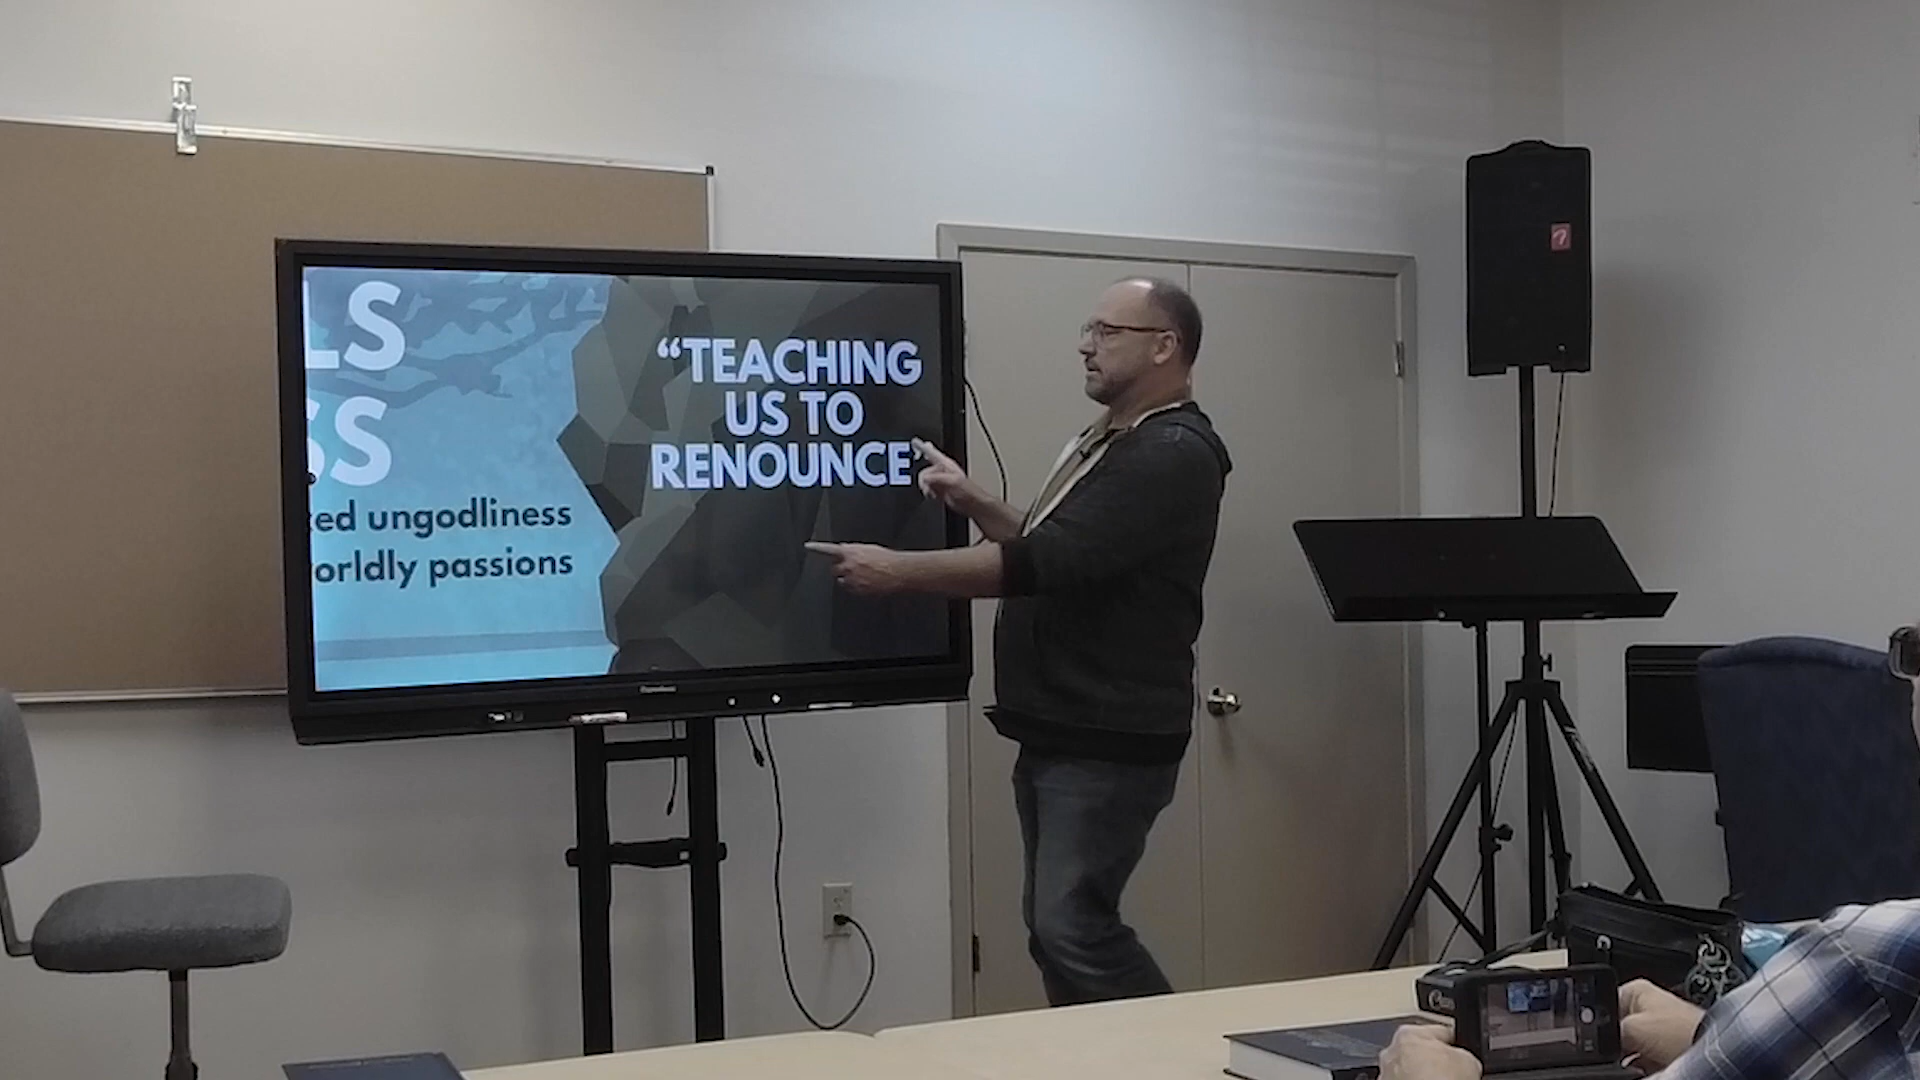 LS
SS
ed ungodliness
orldly passions
“TEACHING
US TO
RENOUNCE”